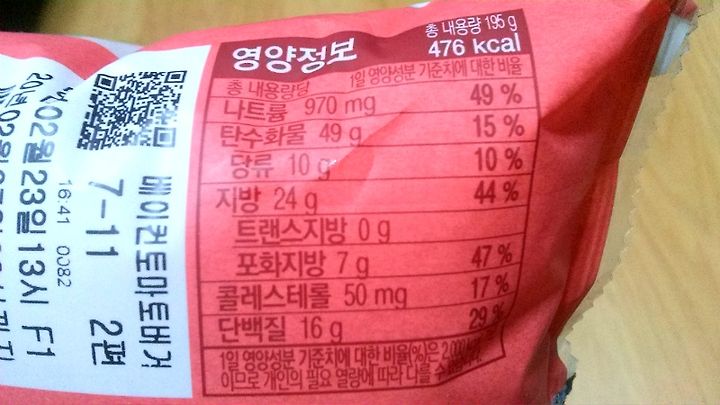 영양정보
총 내용량 195 g
476 kcal
총 내용량당
1일 영양성분 기준치에 대한 비율
나트륨 970 mg 49 %
탄수화물 49 g 15 %
당류 10 g 10 %
지방 24 g 44 %
트랜스지방 0 g
포화지방 7 g 47 %
콜레스테롤 50 mg 17 %
단백질 16 g 29 %
1일 영양성분 기준치에 대한 비율(%)은 2,000
이므로 개인의 필요 열량에 따라 다를 수
베이컨토마토버거
7-11 2편
16:41 0082
02월23일13시 F1